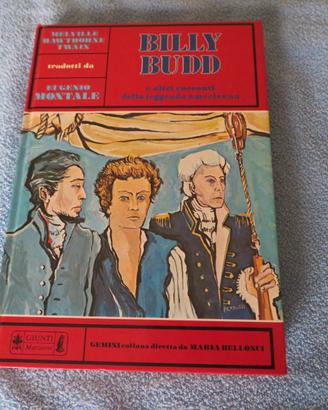 MELVILLE
HAWTHORNE
TWAIN
tradotti da
EUGENIO
MONTALE
BILLY
BUDD
e altri racconti
della leggenda americana
GIUNTI
Marzocco
GEMINI collana diretta da MARIA BELLONCI